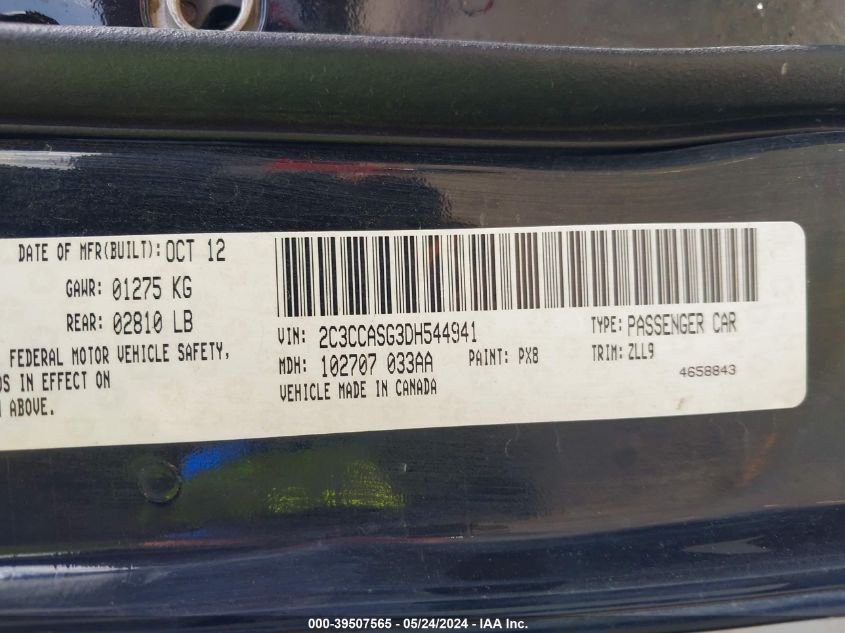 DATE OF MFR(BUILT): OCT 12
GAWR: 01275 KG
REAR: 02810 LB
FEDERAL MOTOR VEHICLE SAFETY,
IN EFFECT ON
ABOVE.
VIN: 2C3CCASG3DH544941
TYPE: PASSENGER CAR
MDH: 102707 033AA
PAINT: PX8
TRIM: ZLL9
VEHICLE MADE IN CANADA
4658843
000-39507565 - 05/24/2024 - IAA Inc.